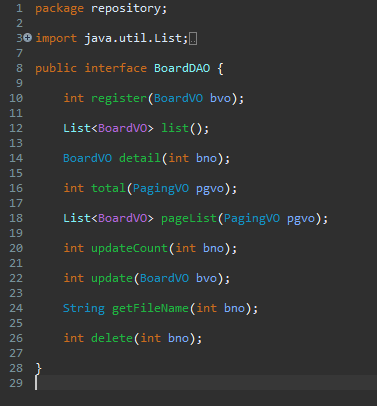 1 package repository;
2
3 import java.util.List;
7
8 public interface BoardDAO {
9
10 int register(BoardVO bvo);
11
12 List<BoardVO> list();
13
14 BoardVO detail(int bno);
15
16 int total(PagingVO pgvo);
17
18 List<BoardVO> pageList(PagingVO pgvo);
19
20 int updateCount(int bno);
21
22 int update(BoardVO bvo);
23
24 String getFileName(int bno);
25
26 int delete(int bno);
27
28 }
29